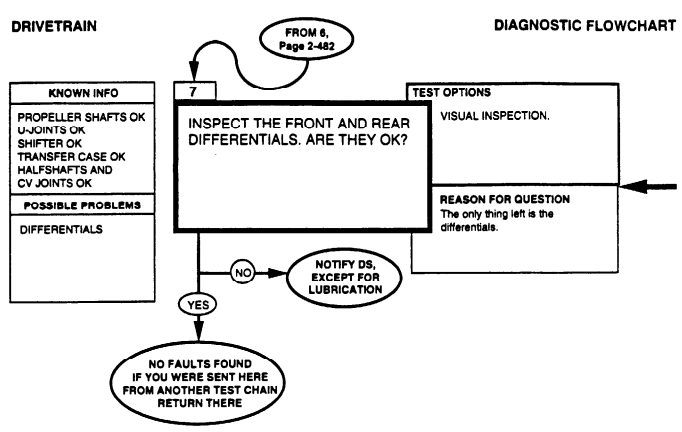 DRIVETRAIN
DIAGNOSTIC FLOWCHART
FROM 6,
Page 2-482
KNOWN INFO
PROPELLER SHAFTS OK
U-JOINTS OK
SHIFTER OK
TRANSFER CASE OK
HALFSHAFTS AND
CV JOINTS OK
POSSIBLE PROBLEMS
DIFFERENTIALS
7
INSPECT THE FRONT AND REAR
DIFFERENTIALS. ARE THEY OK?
TEST OPTIONS
VISUAL INSPECTION.
REASON FOR QUESTION
The only thing left is the
differentials.
NO
NOTIFY DS,
EXCEPT FOR
LUBRICATION
YES
NO FAULTS FOUND
IF YOU WERE SENT HERE
FROM ANOTHER TEST CHAIN
RETURN THERE